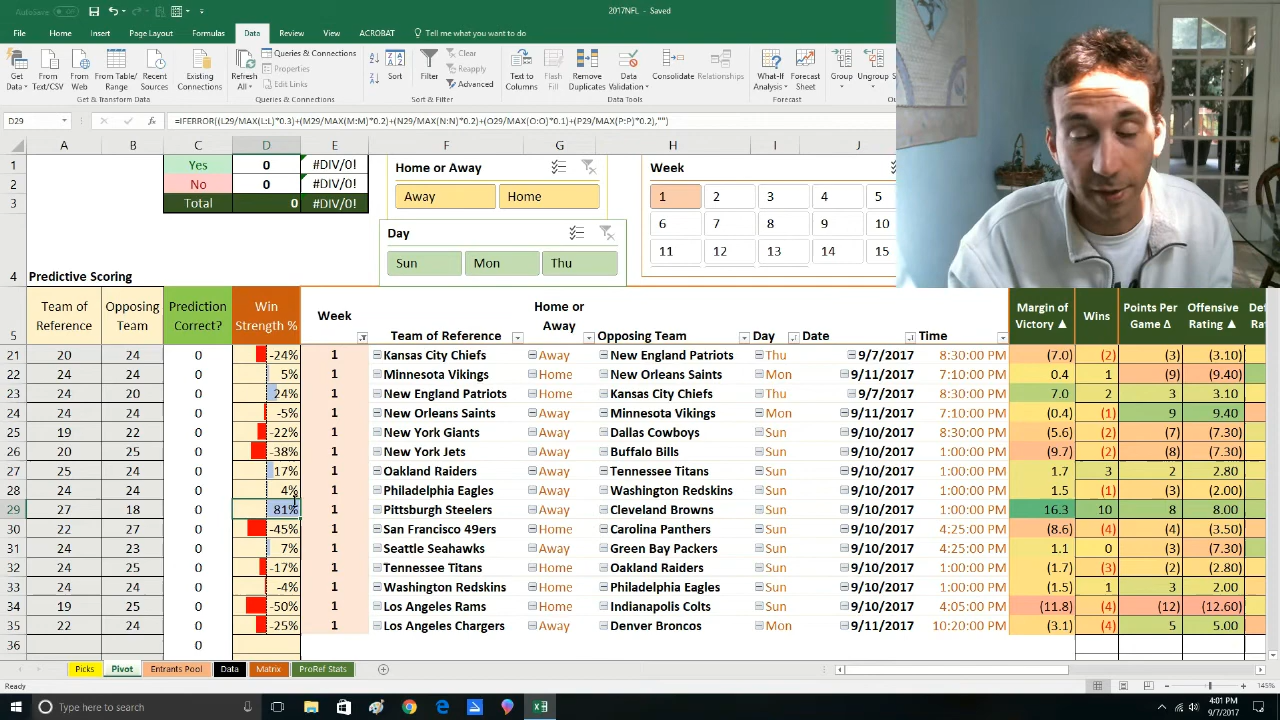 AutoSave Off 2017NFL - Saved
File Home Insert Page Layout Formulas Data Review View ACROBAT Tell me what you want to do...
Get Data From Text/CSV From Web From Table/Range Recent Sources Existing Connections Refresh All Queries & Connections Properties Edit Links Sort Filter Clear Reapply Advanced Text to Columns Flash Fill Remove Duplicates Data Validation Consolidate Relationships What-If Analysis Forecast Sheet Group Ungroup
Get & Transform Data Queries & Connections Sort & Filter Data Tools Forecast
D29 =IFERROR((L29/MAX(L:L)*0.3)+(M29/MAX(M:M)*0.2)+(N29/MAX(N:N)*0.2)+(O29/MAX(O:O)*0.1)+(P29/MAX(P:P)*0.2),"")
A B C D E F G H I J
1 Yes 0 #DIV/0! Home or Away Week
2 No 0 #DIV/0! Away Home 1 2 3 4 5
3 Total 0 #DIV/0! 6 7 8 9 10
Day
Sun Mon Thu 11 12 13 14 15
4 Predictive Scoring
5 Team of Reference Opposing Team Prediction Correct? Win Strength % Week Team of Reference Home or Away Opposing Team Day Date Time Margin of Victory ▲ Wins Points Per Game Δ Offensive Rating ▲
21 20 24 0 -24% 1 Kansas City Chiefs Away New England Patriots Thu 9/7/2017 8:30:00 PM (7.0) (2) (3) (3.10)
22 24 24 0 5% 1 Minnesota Vikings Home New Orleans Saints Mon 9/11/2017 7:10:00 PM 0.4 1 (9) (9.40)
23 24 20 0 24% 1 New England Patriots Home Kansas City Chiefs Thu 9/7/2017 8:30:00 PM 7.0 2 3 3.10
24 24 24 0 -5% 1 New Orleans Saints Away Minnesota Vikings Mon 9/11/2017 7:10:00 PM (0.4) (1) 9 9.40
25 19 22 0 -22% 1 New York Giants Away Dallas Cowboys Sun 9/10/2017 8:30:00 PM (5.6) (2) (7) (7.30)
26 20 25 0 -38% 1 New York Jets Away Buffalo Bills Sun 9/10/2017 1:00:00 PM (9.7) (2) (8) (7.30)
27 25 24 0 17% 1 Oakland Raiders Away Tennessee Titans Sun 9/10/2017 1:00:00 PM 1.7 3 2 2.80
28 24 24 0 4% 1 Philadelphia Eagles Away Washington Redskins Sun 9/10/2017 1:00:00 PM 1.5 (1) (3) (2.00)
29 27 18 0 81% 1 Pittsburgh Steelers Away Cleveland Browns Sun 9/10/2017 1:00:00 PM 16.3 10 8 8.00
30 22 27 0 -45% 1 San Francisco 49ers Home Carolina Panthers Sun 9/10/2017 4:25:00 PM (8.6) (4) (4) (3.50)
31 24 24 0 7% 1 Seattle Seahawks Away Green Bay Packers Sun 9/10/2017 4:25:00 PM 1.1 0 (3) (7.30)
32 24 25 0 -17% 1 Tennessee Titans Home Oakland Raiders Sun 9/10/2017 1:00:00 PM (1.7) (3) (2) (2.80)
33 24 24 0 -4% 1 Washington Redskins Home Philadelphia Eagles Sun 9/10/2017 1:00:00 PM (1.5) 1 3 2.00
34 19 25 0 -50% 1 Los Angeles Rams Home Indianapolis Colts Sun 9/10/2017 4:05:00 PM (11.8) (4) (12) (12.60)
35 22 24 0 -25% 1 Los Angeles Chargers Away Denver Broncos Mon 9/11/2017 10:20:00 PM (3.1) (4) 5 5.00
36 0
Picks Pivot Entrants Pool Data Matrix ProRef Stats
Ready 145%
Type here to search 4:01 PM
9/7/2017